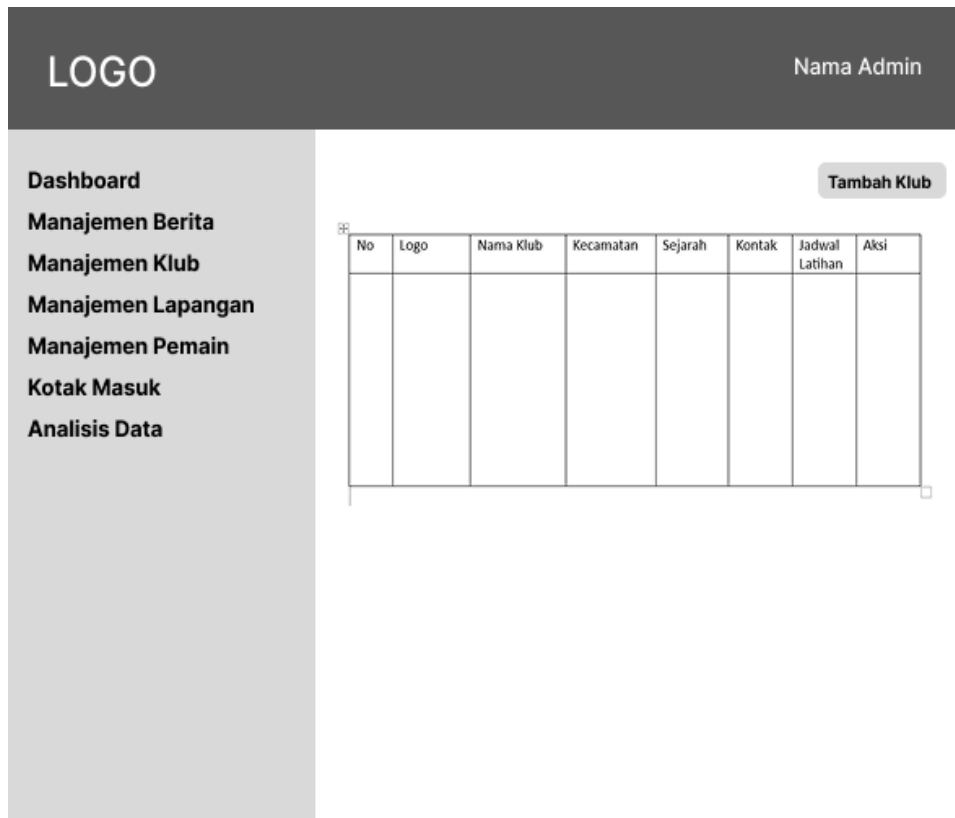 LOGO
Nama Admin
Dashboard
Manajemen Berita
Manajemen Klub
Manajemen Lapangan
Manajemen Pemain
Kotak Masuk
Analisis Data
Tambah Klub
No Logo Nama Klub Kecamatan Sejarah Kontak Jadwal Aksi
Latihan